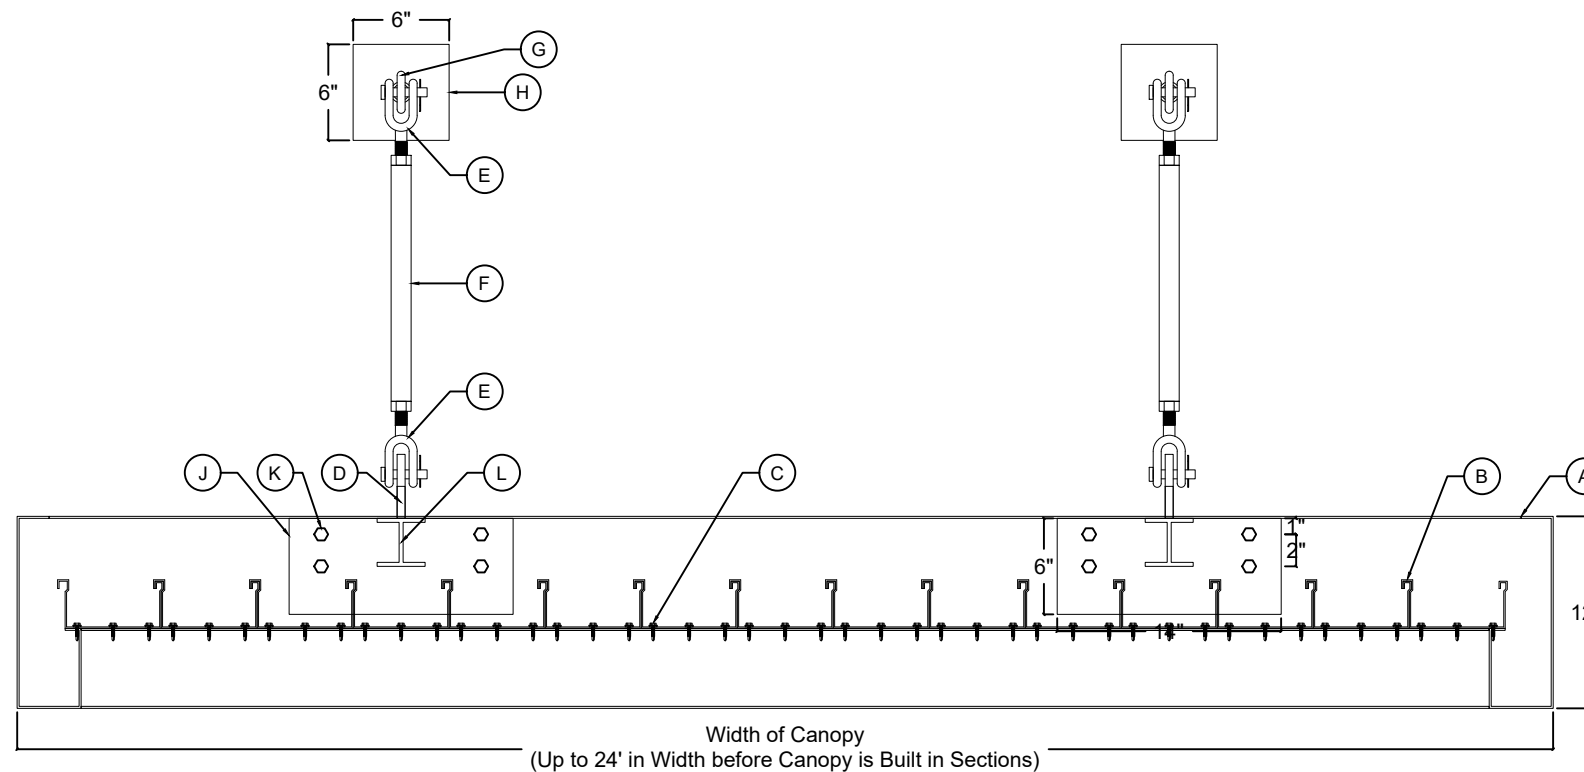 6"
G
6"
H
E
F
E
J
K
D
L
C
B
A
1"
2"
6"
14"
Width of Canopy
(Up to 24' in Width before Canopy is Built in Sections)